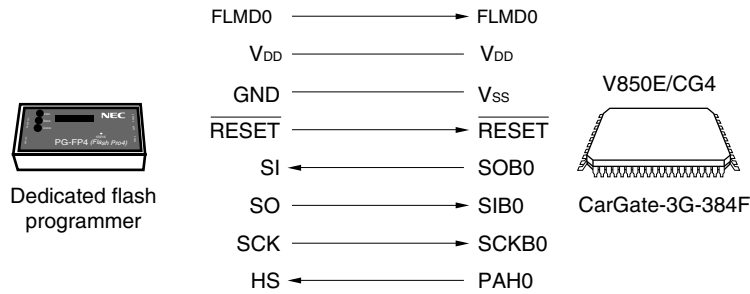 FLMD0 FLMD0
VDD VDD
GND VSS
RESET RESET
SI SOB0
SO SIB0
SCK SCKB0
HS PAH0
NEC
PG-FP4 (Flash Pro4)
Dedicated flash
programmer
V850E/CG4
CarGate-3G-384F